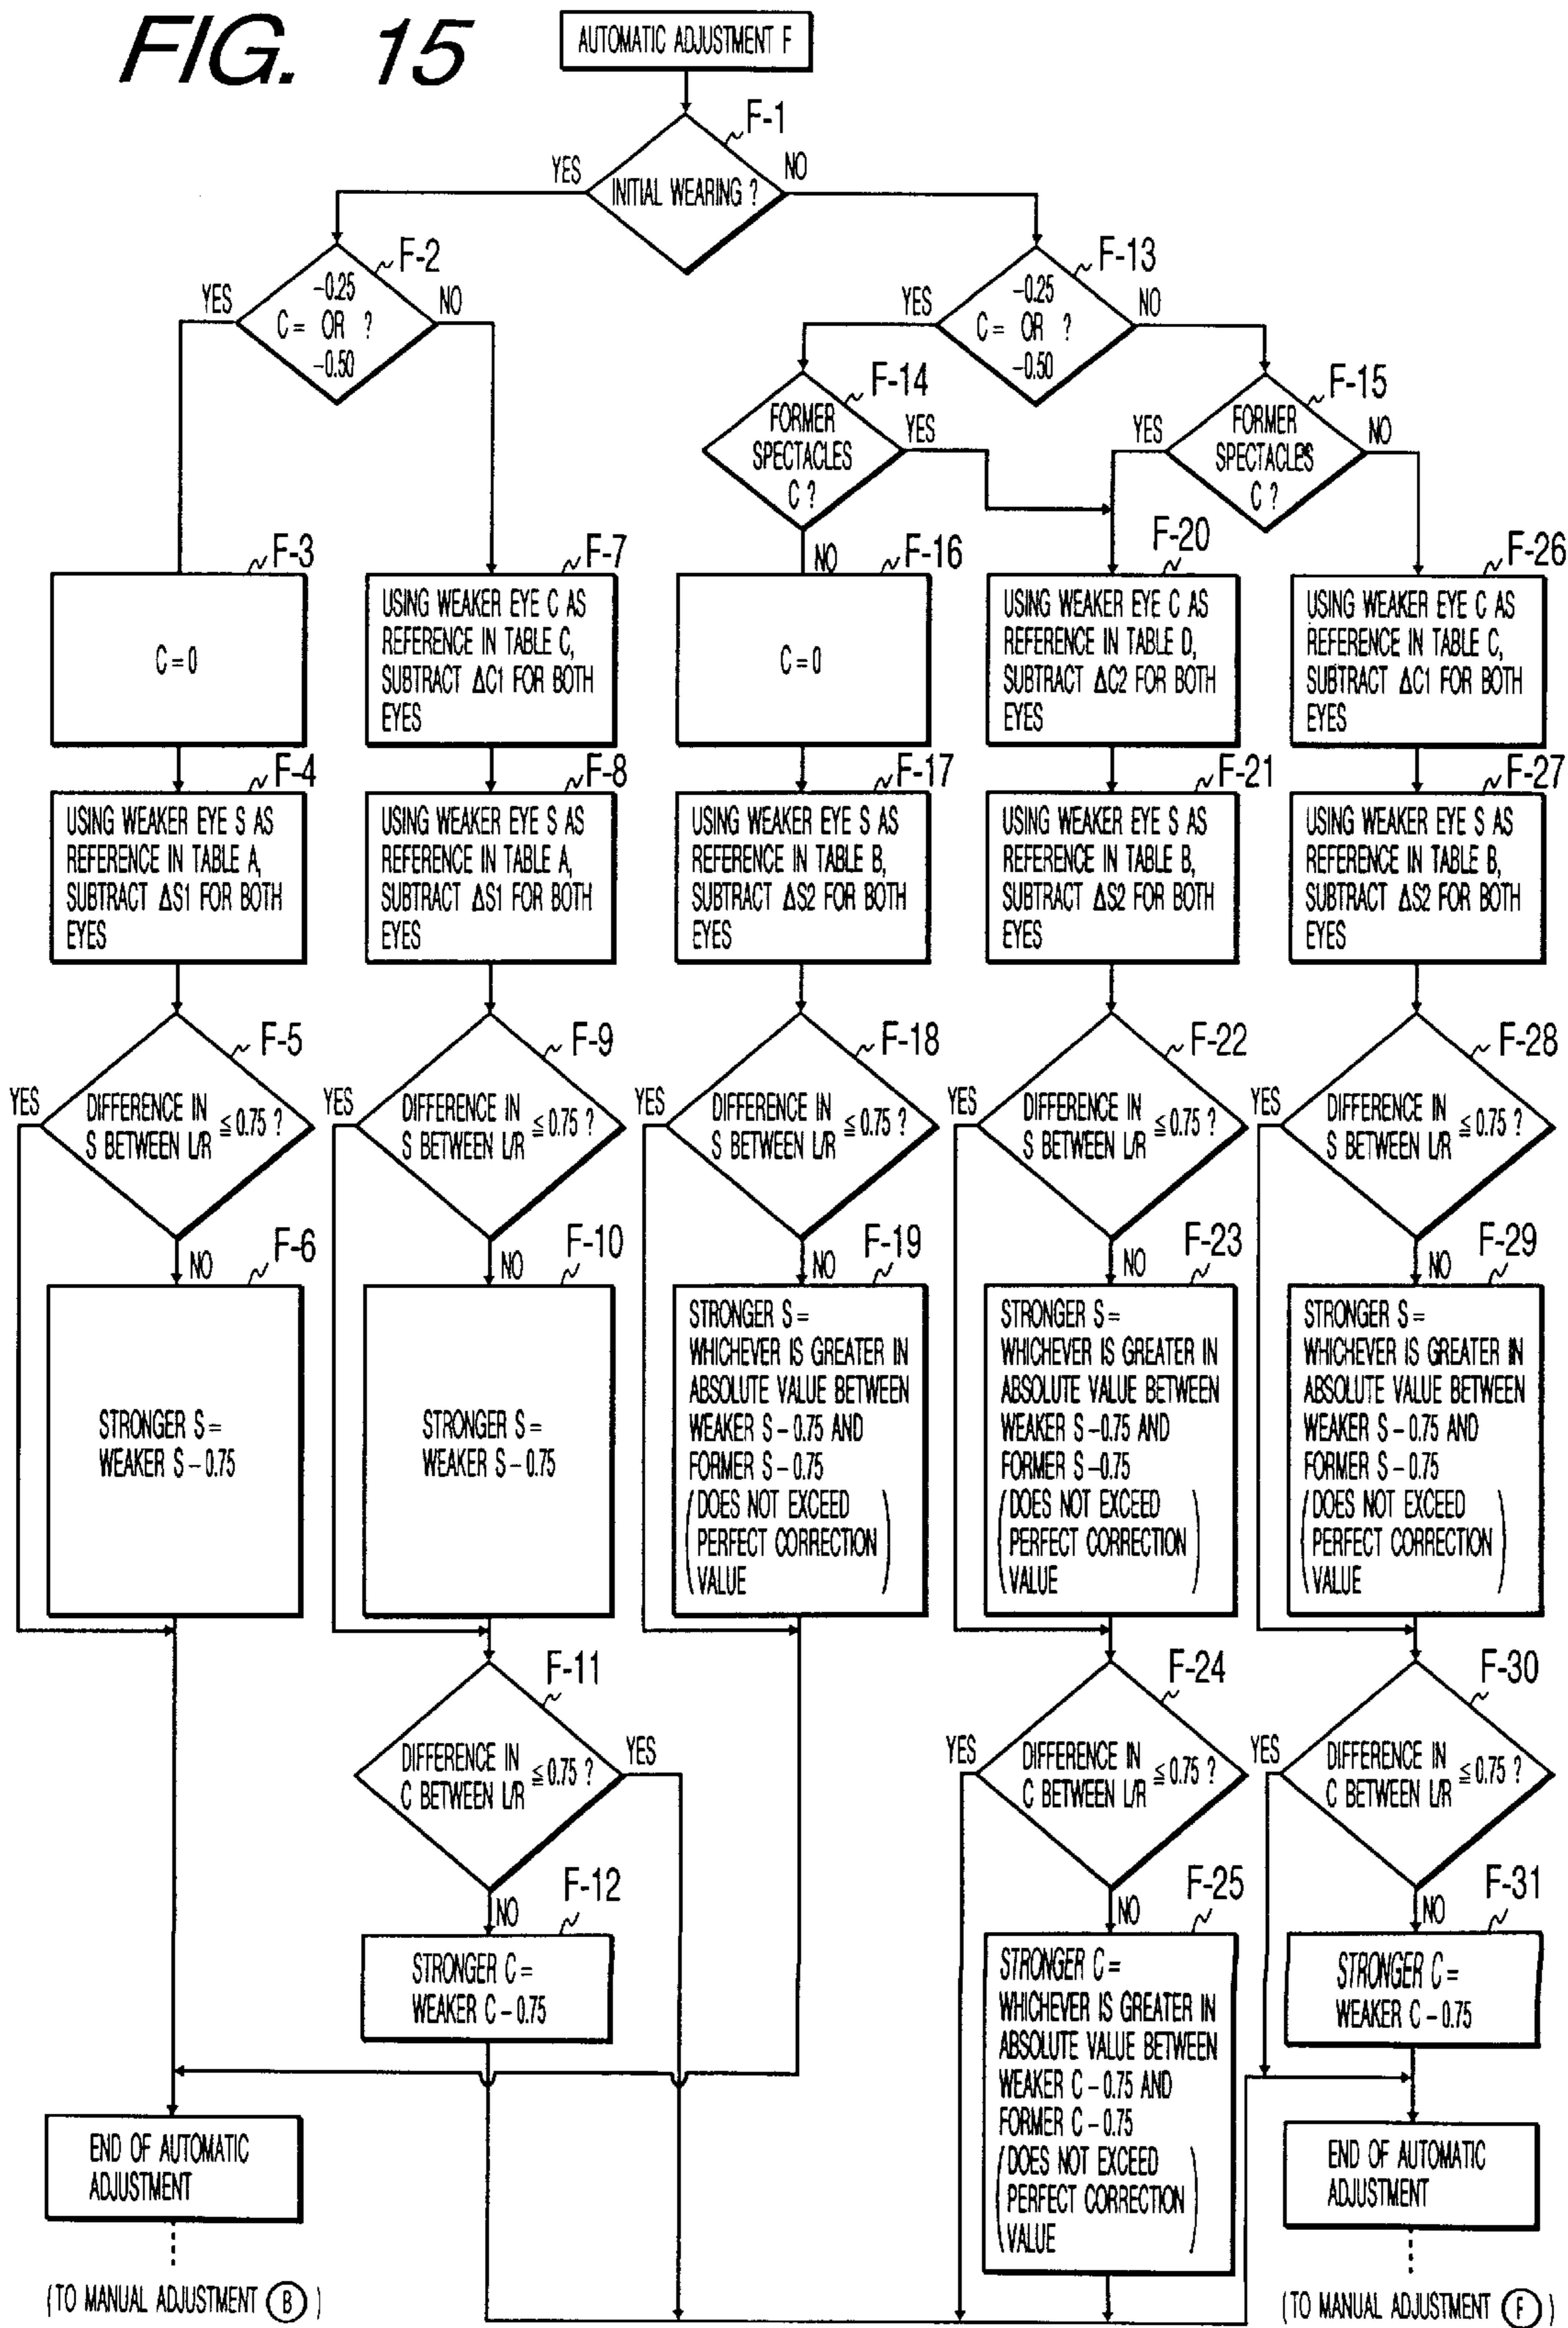 FIG. 15
AUTOMATIC ADJUSTMENT F
F-1
INITIAL WEARING ?
YES
NO
F-2
-0.25
C = OR ?
-0.50
YES
NO
F-13
-0.25
C = OR ?
-0.50
YES
NO
F-14
FORMER
SPECTACLES
C ?
YES
NO
F-15
FORMER
SPECTACLES
C ?
YES
NO
F-3
C = 0
F-7
USING WEAKER EYE C AS
REFERENCE IN TABLE C,
SUBTRACT ΔC1 FOR BOTH
EYES
F-16
C = 0
F-20
USING WEAKER EYE C AS
REFERENCE IN TABLE D,
SUBTRACT ΔC2 FOR BOTH
EYES
F-26
USING WEAKER EYE C AS
REFERENCE IN TABLE C,
SUBTRACT ΔC1 FOR BOTH
EYES
F-4
USING WEAKER EYE S AS
REFERENCE IN TABLE A,
SUBTRACT ΔS1 FOR BOTH
EYES
F-8
USING WEAKER EYE S AS
REFERENCE IN TABLE A,
SUBTRACT ΔS1 FOR BOTH
EYES
F-17
USING WEAKER EYE S AS
REFERENCE IN TABLE B,
SUBTRACT ΔS2 FOR BOTH
EYES
F-21
USING WEAKER EYE S AS
REFERENCE IN TABLE B,
SUBTRACT ΔS2 FOR BOTH
EYES
F-27
USING WEAKER EYE S AS
REFERENCE IN TABLE B,
SUBTRACT ΔS2 FOR BOTH
EYES
F-5
YES
DIFFERENCE IN
S BETWEEN L/R ≦0.75 ?
NO
F-9
YES
DIFFERENCE IN
S BETWEEN L/R ≦0.75 ?
NO
F-18
YES
DIFFERENCE IN
S BETWEEN L/R ≦0.75 ?
NO
F-22
YES
DIFFERENCE IN
S BETWEEN L/R ≦0.75 ?
NO
F-28
YES
DIFFERENCE IN
S BETWEEN L/R ≦0.75 ?
NO
F-6
STRONGER S =
WEAKER S - 0.75
F-10
STRONGER S =
WEAKER S - 0.75
F-19
STRONGER S =
WHICHEVER IS GREATER IN
ABSOLUTE VALUE BETWEEN
WEAKER S - 0.75 AND
FORMER S - 0.75
(DOES NOT EXCEED
PERFECT CORRECTION
VALUE)
F-23
STRONGER S =
WHICHEVER IS GREATER IN
ABSOLUTE VALUE BETWEEN
WEAKER S - 0.75 AND
FORMER S - 0.75
(DOES NOT EXCEED
PERFECT CORRECTION
VALUE)
F-29
STRONGER S =
WHICHEVER IS GREATER IN
ABSOLUTE VALUE BETWEEN
WEAKER S - 0.75 AND
FORMER S - 0.75
(DOES NOT EXCEED
PERFECT CORRECTION
VALUE)
F-11
DIFFERENCE IN
C BETWEEN L/R ≦0.75 ?
YES
NO
F-24
YES
DIFFERENCE IN
C BETWEEN L/R ≦0.75 ?
NO
F-30
YES
DIFFERENCE IN
C BETWEEN L/R ≦0.75 ?
NO
F-12
STRONGER C =
WEAKER C - 0.75
F-25
STRONGER C =
WHICHEVER IS GREATER IN
ABSOLUTE VALUE BETWEEN
WEAKER C - 0.75 AND
FORMER C - 0.75
(DOES NOT EXCEED
PERFECT CORRECTION
VALUE)
F-31
STRONGER C =
WEAKER C - 0.75
END OF AUTOMATIC
ADJUSTMENT
(TO MANUAL ADJUSTMENT B)
END OF AUTOMATIC
ADJUSTMENT
(TO MANUAL ADJUSTMENT F)